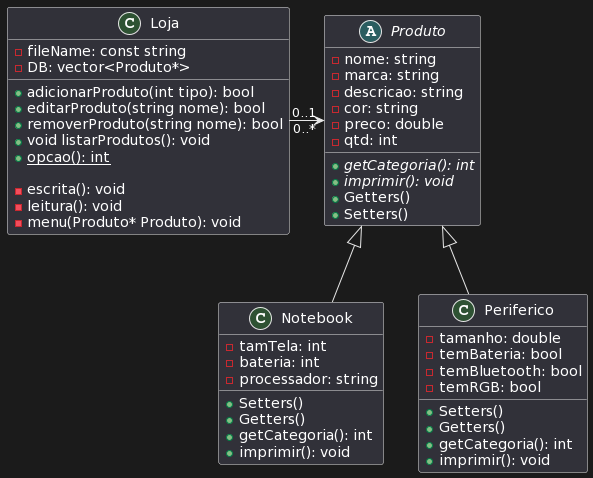 C Loja
fileName: const string
DB: vector<Produto*>
adicionarProduto(int tipo): bool
editarProduto(string nome): bool
removerProduto(string nome): bool
void listarProdutos(): void
opcao(): int
escrita(): void
leitura(): void
menu(Produto* Produto): void
0..1
0..*
A Produto
nome: string
marca: string
descricao: string
cor: string
preco: double
qtd: int
getCategoria(): int
imprimir(): void
Getters()
Setters()
C Notebook
tamTela: int
bateria: int
processador: string
Setters()
Getters()
getCategoria(): int
imprimir(): void
C Periferico
tamanho: double
temBateria: bool
temBluetooth: bool
temRGB: bool
Setters()
Getters()
getCategoria(): int
imprimir(): void